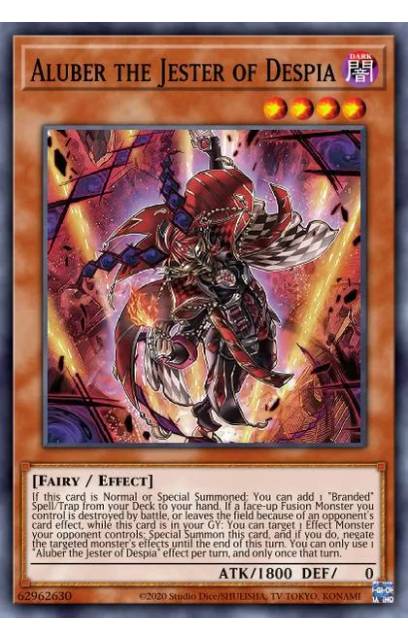 ALUBER THE JESTER OF DESPIA
DARK
闇
[FAIRY / EFFECT]
If this card is Normal or Special Summoned: You can add 1 "Branded"
Spell/Trap from your Deck to your hand. If a face-up Fusion Monster you
control is destroyed by battle, or leaves the field because of an opponent's
card effect, while this card is in your GY: You can target 1 Effect Monster
your opponent controls; Special Summon this card, and if you do, negate
the targeted monster's effects until the end of this turn. You can only use 1
"Aluber the Jester of Despia" effect per turn, and only once that turn.
ATK/1800 DEF/ 0
62962630 ©2020 Studio Dice/SHUEISHA, TV TOKYO, KONAMI